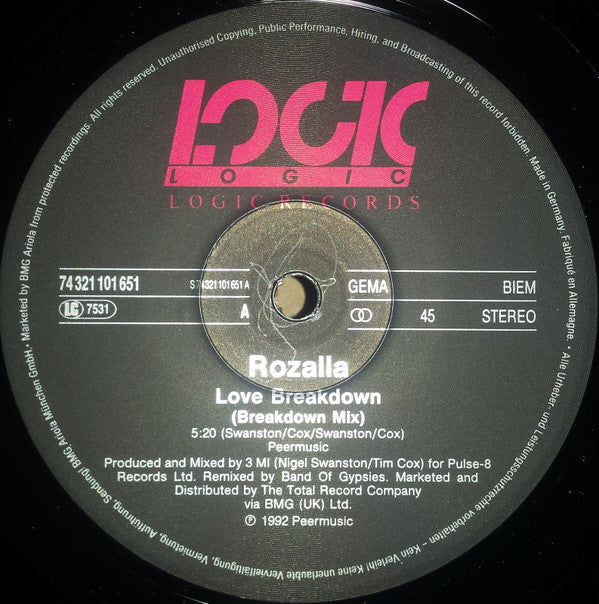 LOGIC
LOGIC
LOGIC RECORDS
74321 101 651
S 74321101651 A
GEMA
BIEM
LC 7531
A
45
STEREO
Rozalla
Love Breakdown
(Breakdown Mix)
5:20 (Swanston/Cox/Swanston/Cox)
Peermusic
Produced and Mixed by 3 MI (Nigel Swanston/Tim Cox) for Pulse-8
Records Ltd. Remixed by Band Of Gypsies. Marketed and
Distributed by The Total Record Company
via BMG (UK) Ltd.
℗ 1992 Peermusic
Marketed by BMG Ariola from protected recordings. All rights reserved. Unauthorised Copying, Public Performance, Hiring, and Broadcasting of this record forbidden. Made in Germany. Fabriqué en Allemagne. • Alle Urheber- und Leistungsschutzrechte vorbehalten - Kein Verleih! Keine unerlaubte Vervielfältigung, Vermietung, Aufführung, Sendung! BMG Ariola München GmbH •